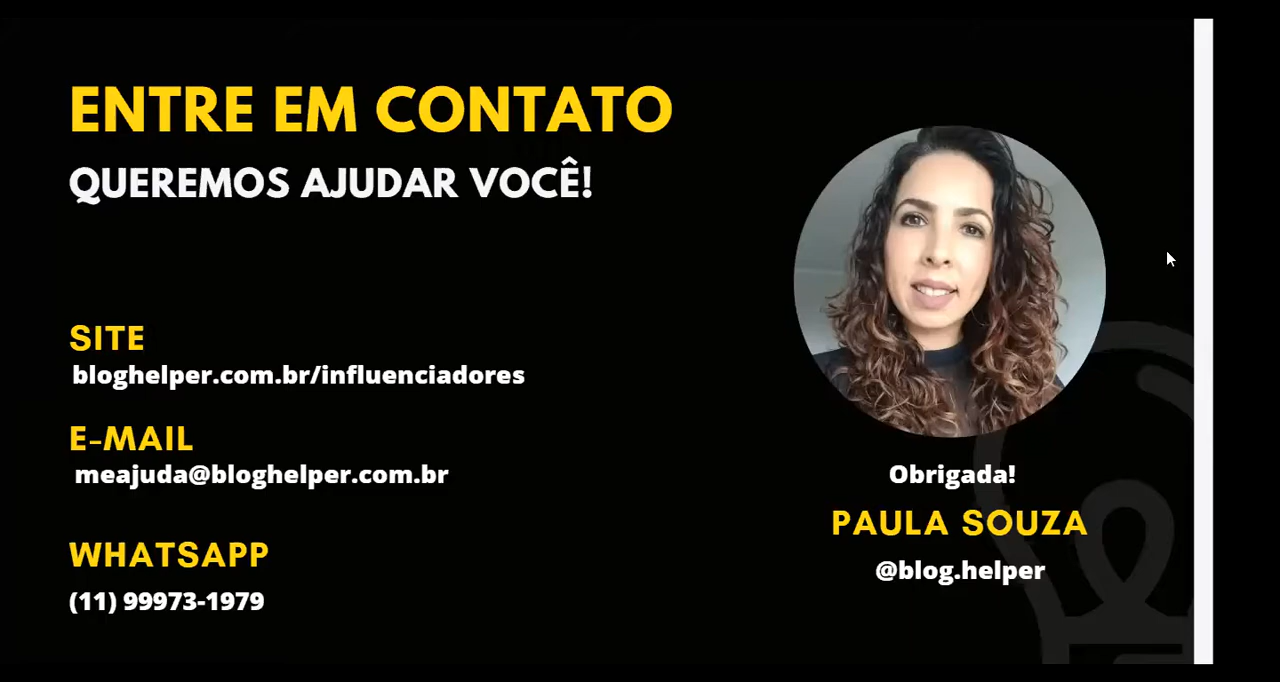 ENTRE EM CONTATO
QUEREMOS AJUDAR VOCÊ!
SITE
bloghelper.com.br/influenciadores
E-MAIL
meajuda@bloghelper.com.br
WHATSAPP
(11) 99973-1979
Obrigada!
PAULA SOUZA
@blog.helper